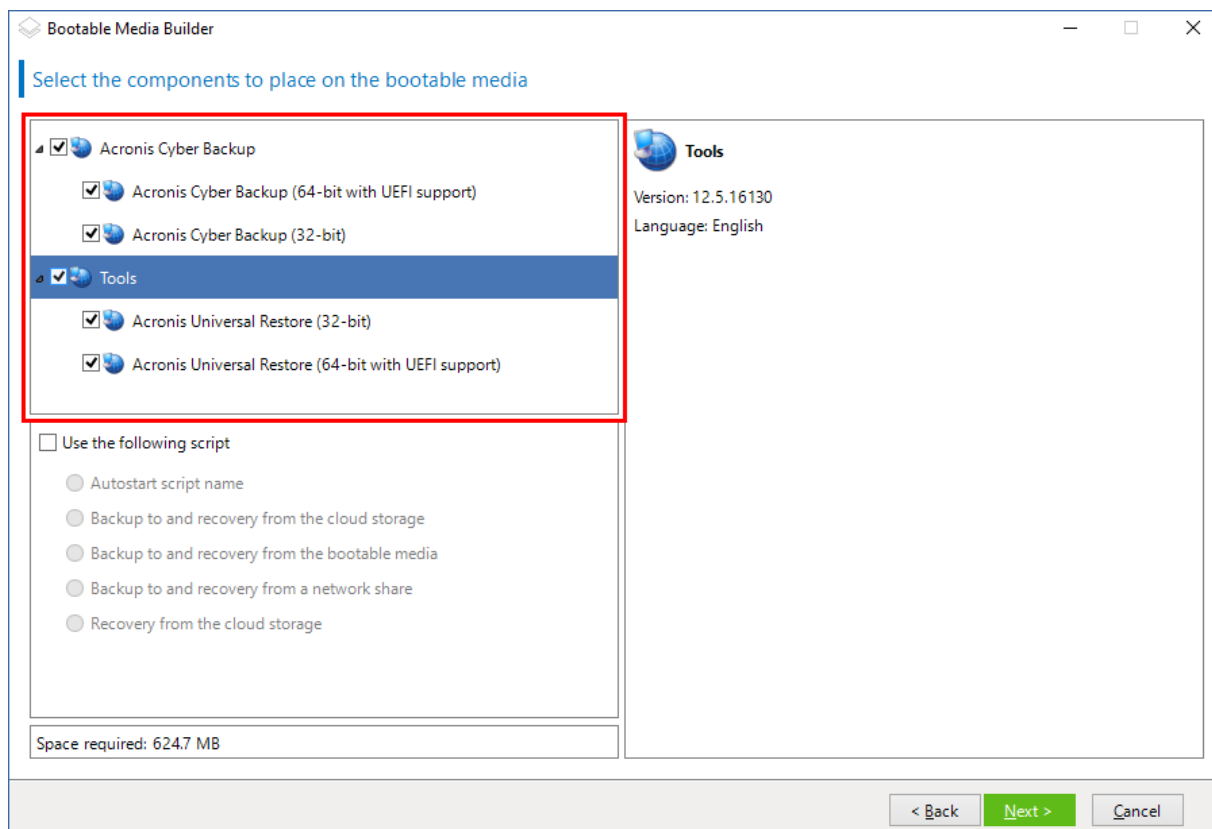 Bootable Media Builder
Select the components to place on the bootable media
Acronis Cyber Backup
Acronis Cyber Backup (64-bit with UEFI support)
Acronis Cyber Backup (32-bit)
Tools
Acronis Universal Restore (32-bit)
Acronis Universal Restore (64-bit with UEFI support)
Tools
Version: 12.5.16130
Language: English
Use the following script
Autostart script name
Backup to and recovery from the cloud storage
Backup to and recovery from the bootable media
Backup to and recovery from a network share
Recovery from the cloud storage
Space required: 624.7 MB
< Back
Next >
Cancel